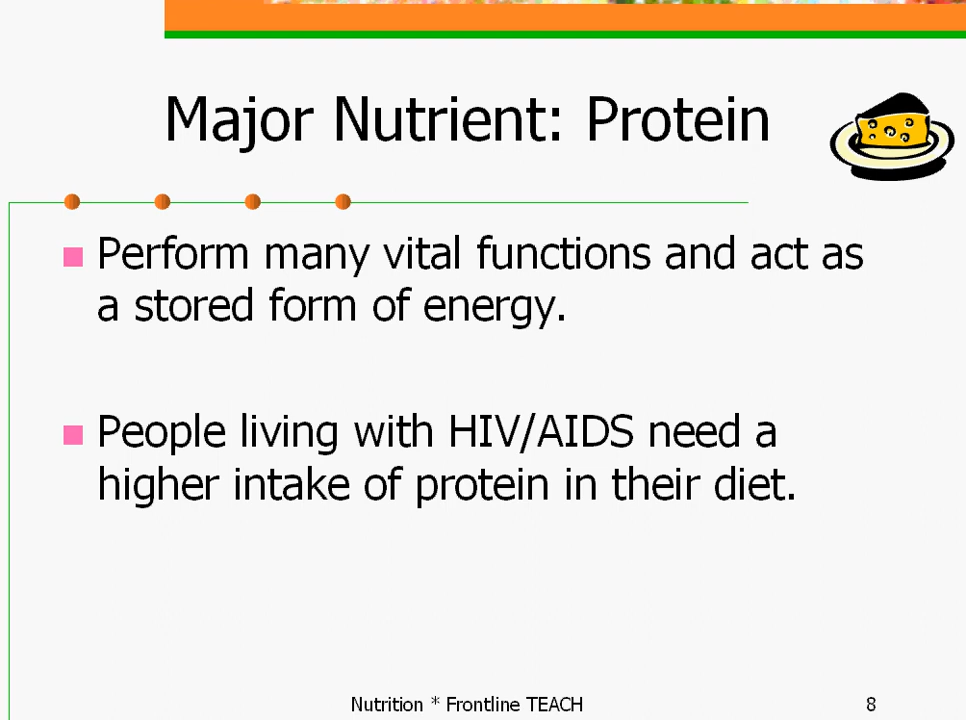 Major Nutrient: Protein
Perform many vital functions and act as
a stored form of energy.
People living with HIV/AIDS need a
higher intake of protein in their diet.
Nutrition * Frontline TEACH
8